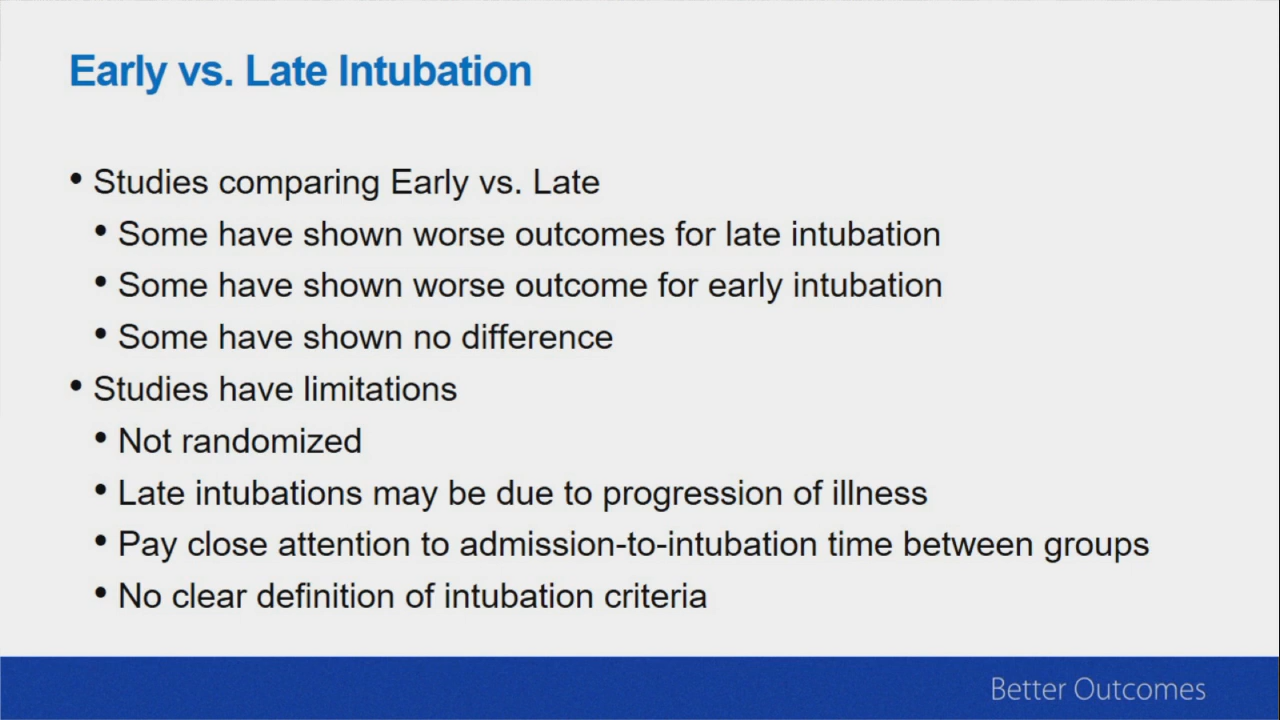 Early vs. Late Intubation
• Studies comparing Early vs. Late
• Some have shown worse outcomes for late intubation
• Some have shown worse outcome for early intubation
• Some have shown no difference
• Studies have limitations
• Not randomized
• Late intubations may be due to progression of illness
• Pay close attention to admission-to-intubation time between groups
• No clear definition of intubation criteria
Better Outcomes